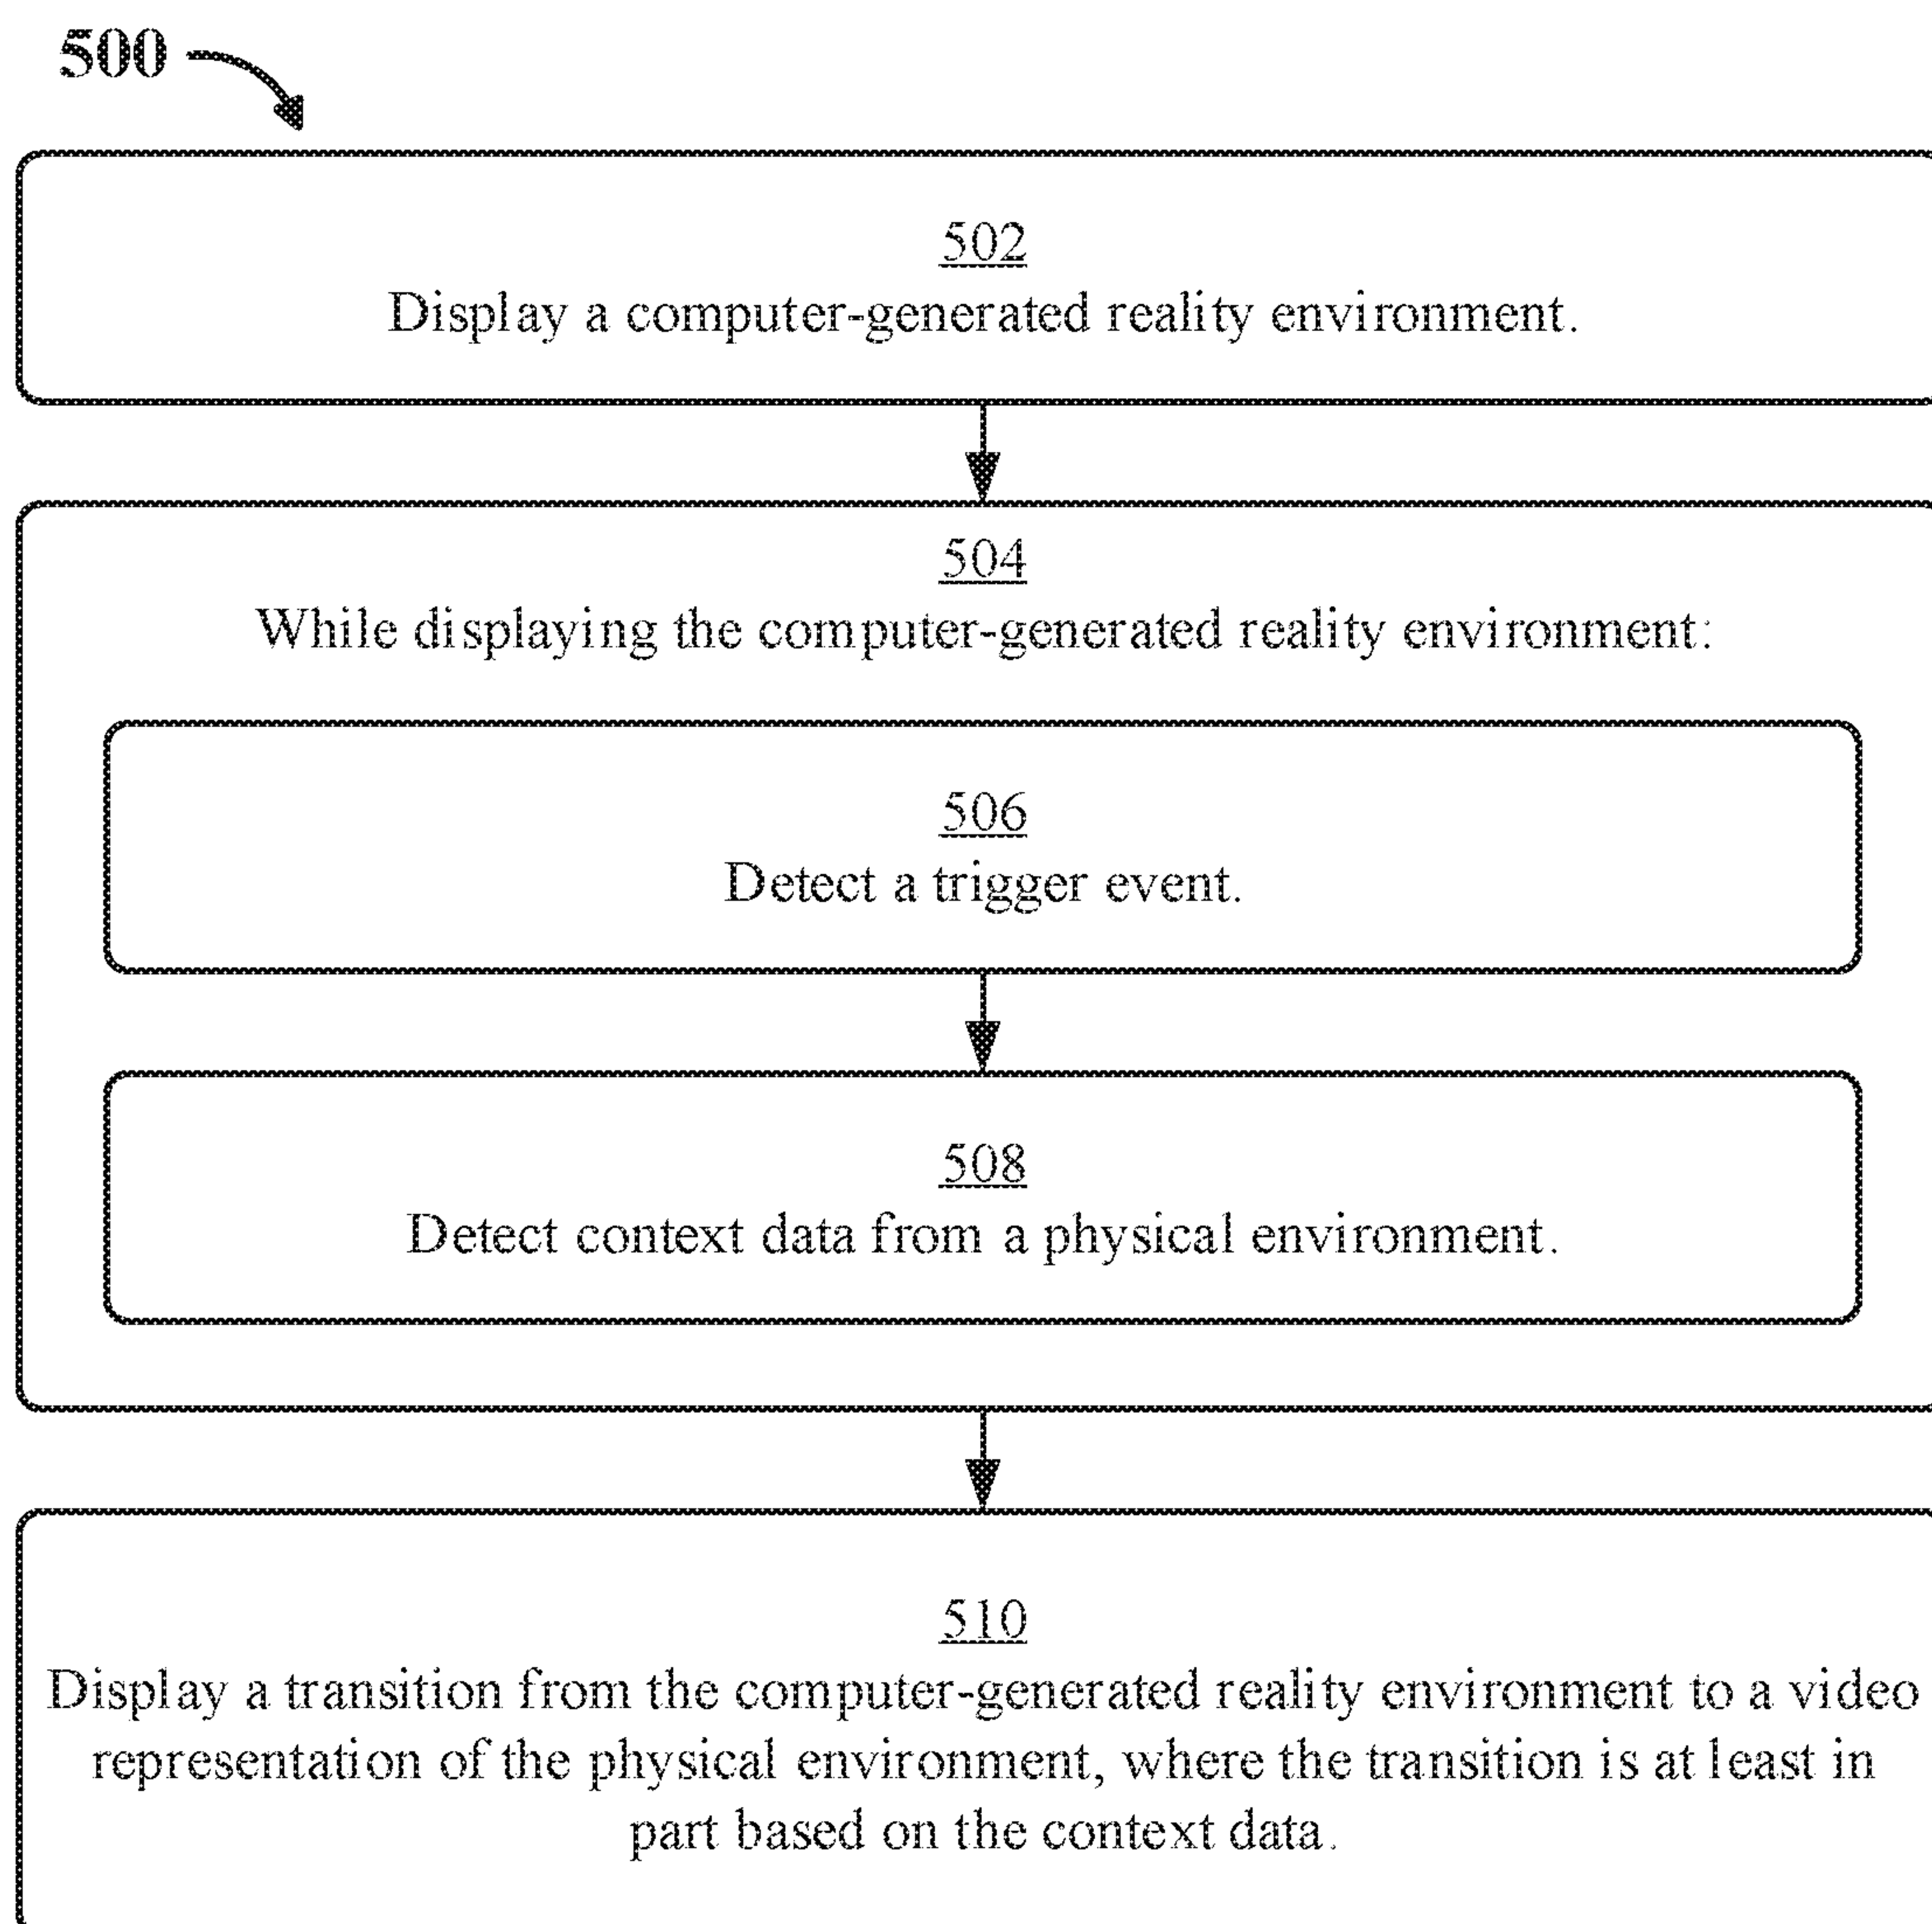 500
502
Display a computer-generated reality environment.
504
While displaying the computer-generated reality environment:
506
Detect a trigger event.
508
Detect context data from a physical environment.
510
Display a transition from the computer-generated reality environment to a video
representation of the physical environment, where the transition is at least in
part based on the context data.